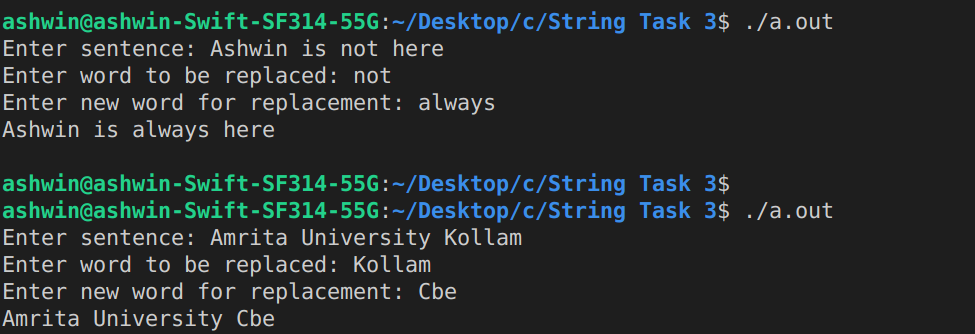 ashwin@ashwin-Swift-SF314-55G:~/Desktop/c/String Task 3$ ./a.out
Enter sentence: Ashwin is not here
Enter word to be replaced: not
Enter new word for replacement: always
Ashwin is always here
ashwin@ashwin-Swift-SF314-55G:~/Desktop/c/String Task 3$
ashwin@ashwin-Swift-SF314-55G:~/Desktop/c/String Task 3$ ./a.out
Enter sentence: Amrita University Kollam
Enter word to be replaced: Kollam
Enter new word for replacement: Cbe
Amrita University Cbe